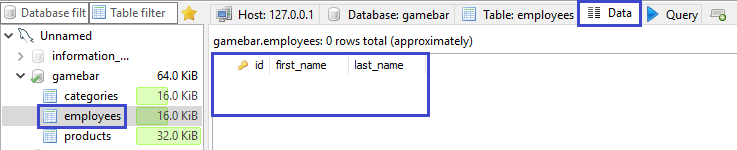 Database filt Table filter
Host: 127.0.0.1 Database: gamebar Table: employees Data Query
Unnamed
information_...
gamebar 64.0 KiB
categories 16.0 KiB
employees 16.0 KiB
products 32.0 KiB
gamebar.employees: 0 rows total (approximately)
id first_name last_name